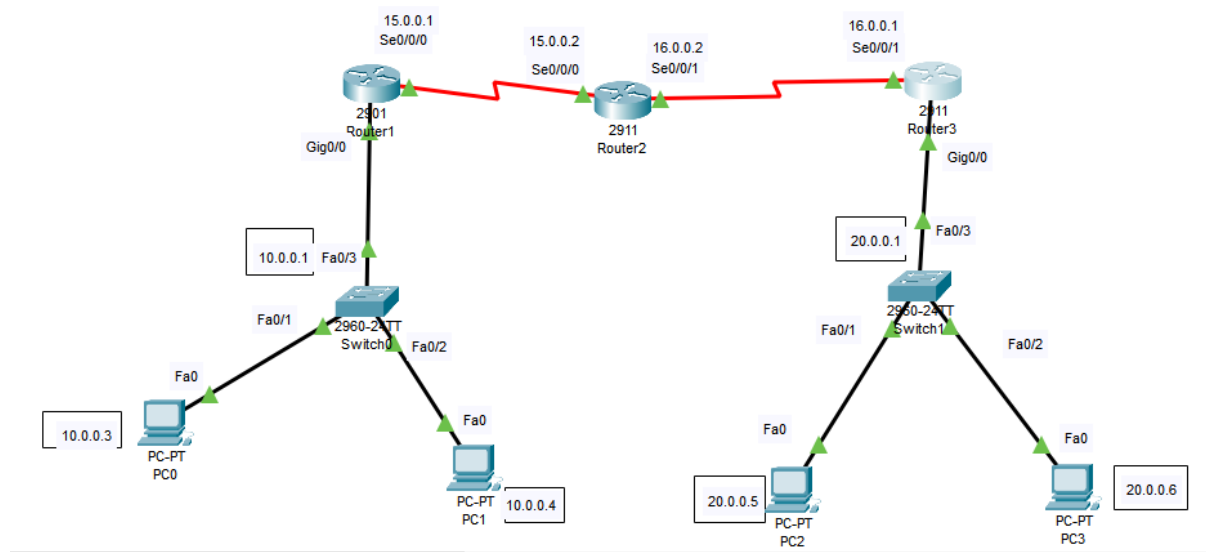 15.0.0.1
Se0/0/0
15.0.0.2
Se0/0/0
16.0.0.2
Se0/0/1
16.0.0.1
Se0/0/1
2901
Router1
2911
Router2
2911
Router3
Gig0/0
Gig0/0
10.0.0.1
Fa0/3
20.0.0.1
Fa0/3
2960-24TT
Switch0
2960-24TT
Switch1
Fa0/1
Fa0/2
Fa0/1
Fa0/2
Fa0
10.0.0.3
PC-PT
PC0
Fa0
PC-PT
PC1
10.0.0.4
Fa0
20.0.0.5
PC-PT
PC2
Fa0
PC-PT
PC3
20.0.0.6